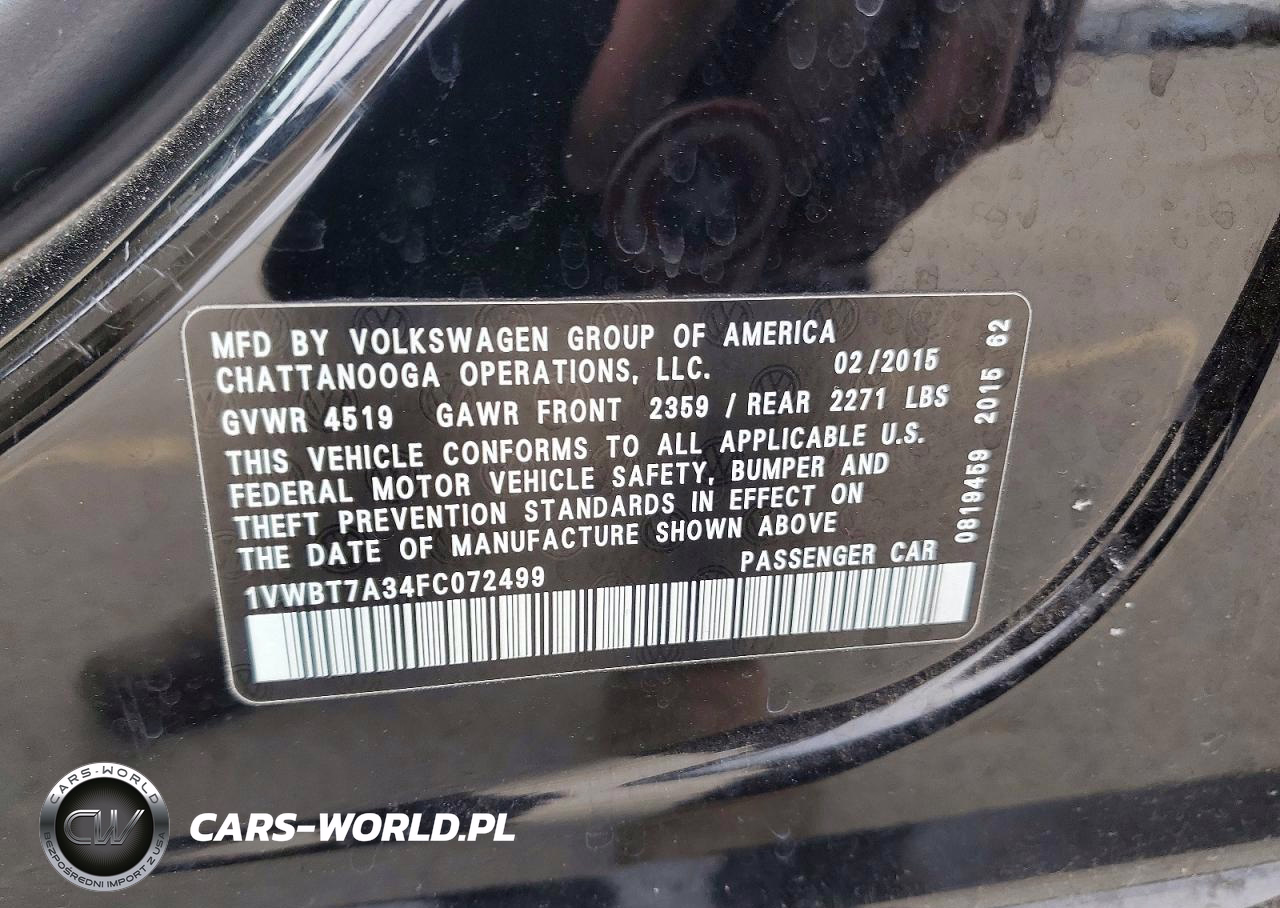 MFD BY VOLKSWAGEN GROUP OF AMERICA
CHATTANOOGA OPERATIONS, LLC. 02/2015
GVWR 4519 GAWR FRONT 2359 / REAR 2271 LBS
THIS VEHICLE CONFORMS TO ALL APPLICABLE U.S.
FEDERAL MOTOR VEHICLE SAFETY, BUMPER AND
THEFT PREVENTION STANDARDS IN EFFECT ON
THE DATE OF MANUFACTURE SHOWN ABOVE
1VWBT7A34FC072499 PASSENGER CAR
0819469 2015 62
CARS-WORLD
CW
BEZPOŚREDNI IMPORT Z USA
CARS-WORLD.PL